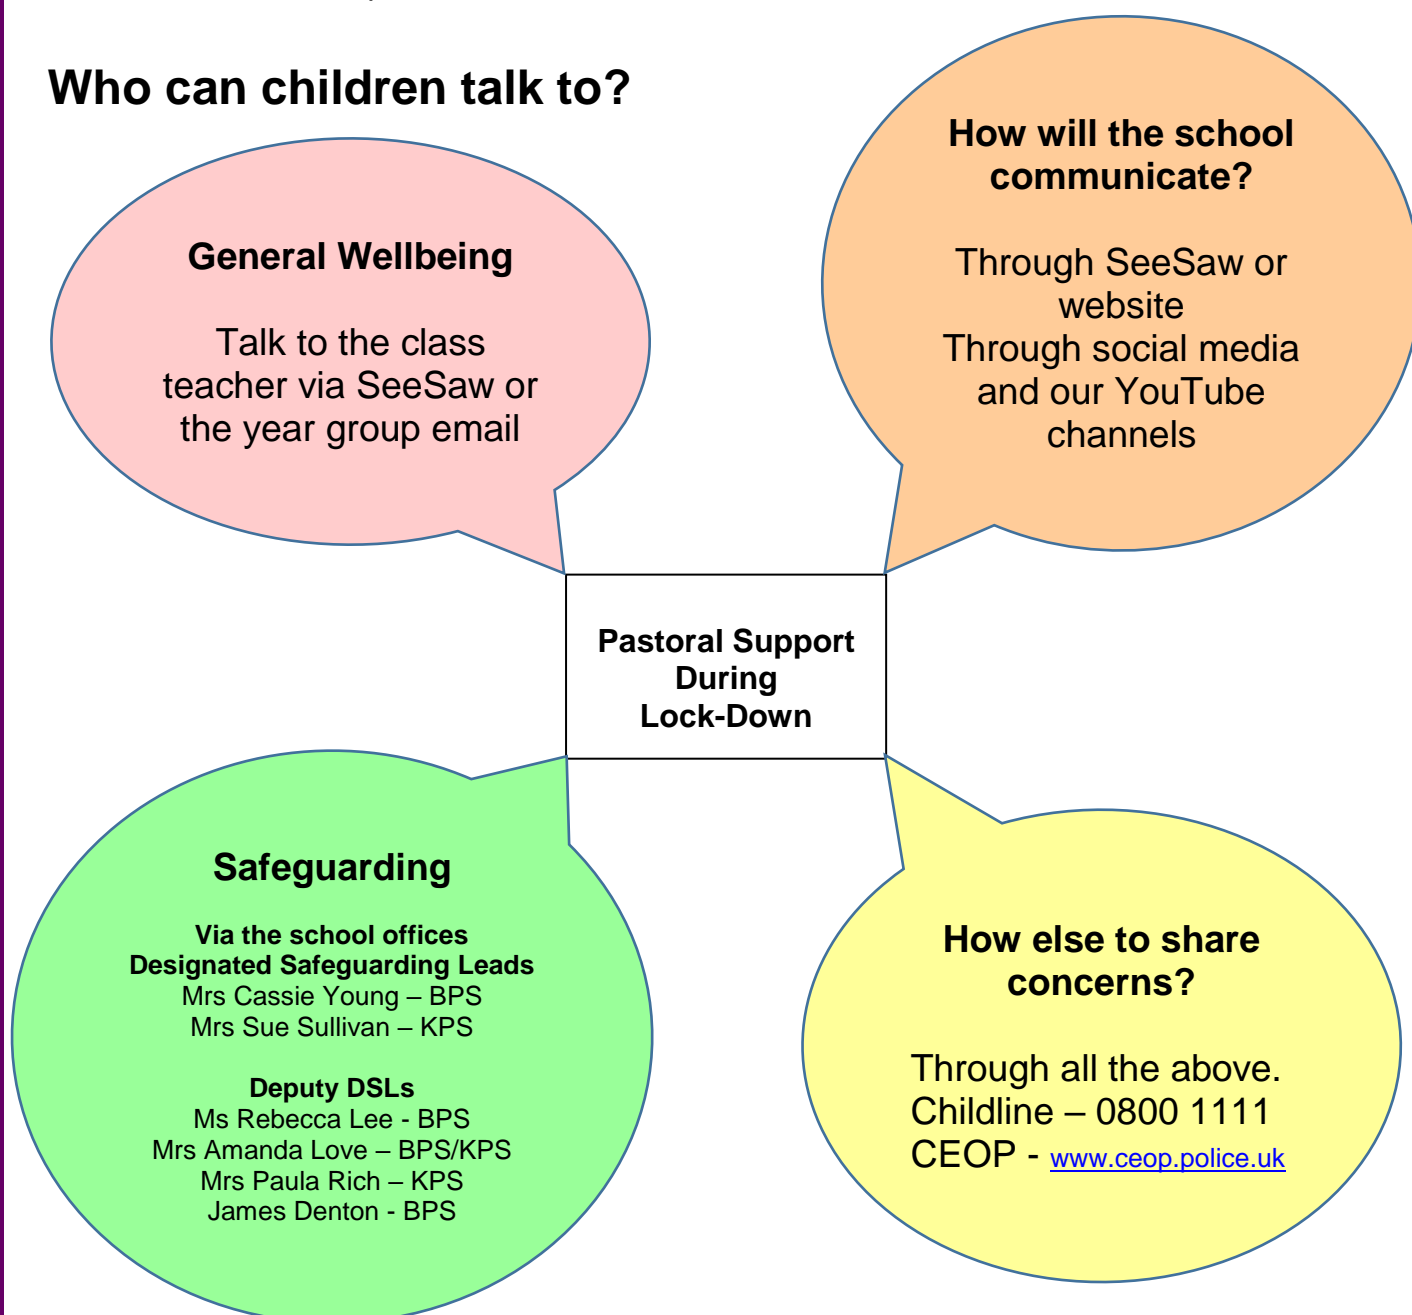 Who can children talk to?
General Wellbeing
Talk to the class
teacher via SeeSaw or
the year group email
How will the school
communicate?
Through SeeSaw or
website
Through social media
and our YouTube
channels
Pastoral Support
During
Lock-Down
Safeguarding
Via the school offices
Designated Safeguarding Leads
Mrs Cassie Young – BPS
Mrs Sue Sullivan – KPS
Deputy DSLs
Ms Rebecca Lee - BPS
Mrs Amanda Love – BPS/KPS
Mrs Paula Rich – KPS
James Denton - BPS
How else to share
concerns?
Through all the above.
Childline – 0800 1111
CEOP - www.ceop.police.uk